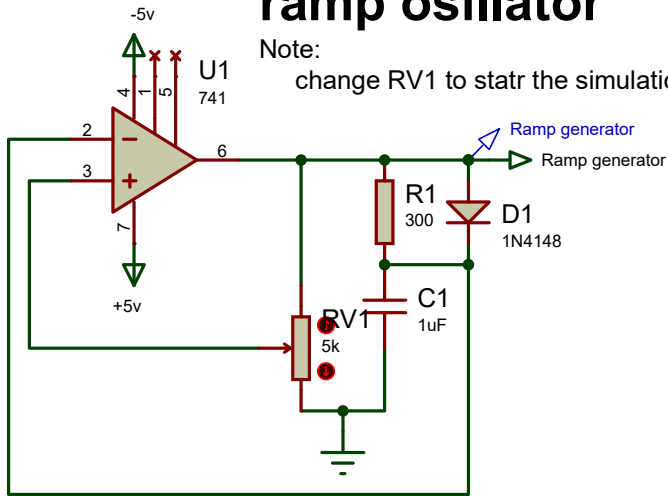 ramp osillator
Note:
change RV1 to statr the simulatio
-5v
U1
741
4
1
5
2
3
6
7
+5v
Ramp generator
Ramp generator
R1
300
D1
1N4148
C1
1uF
RV1
5k